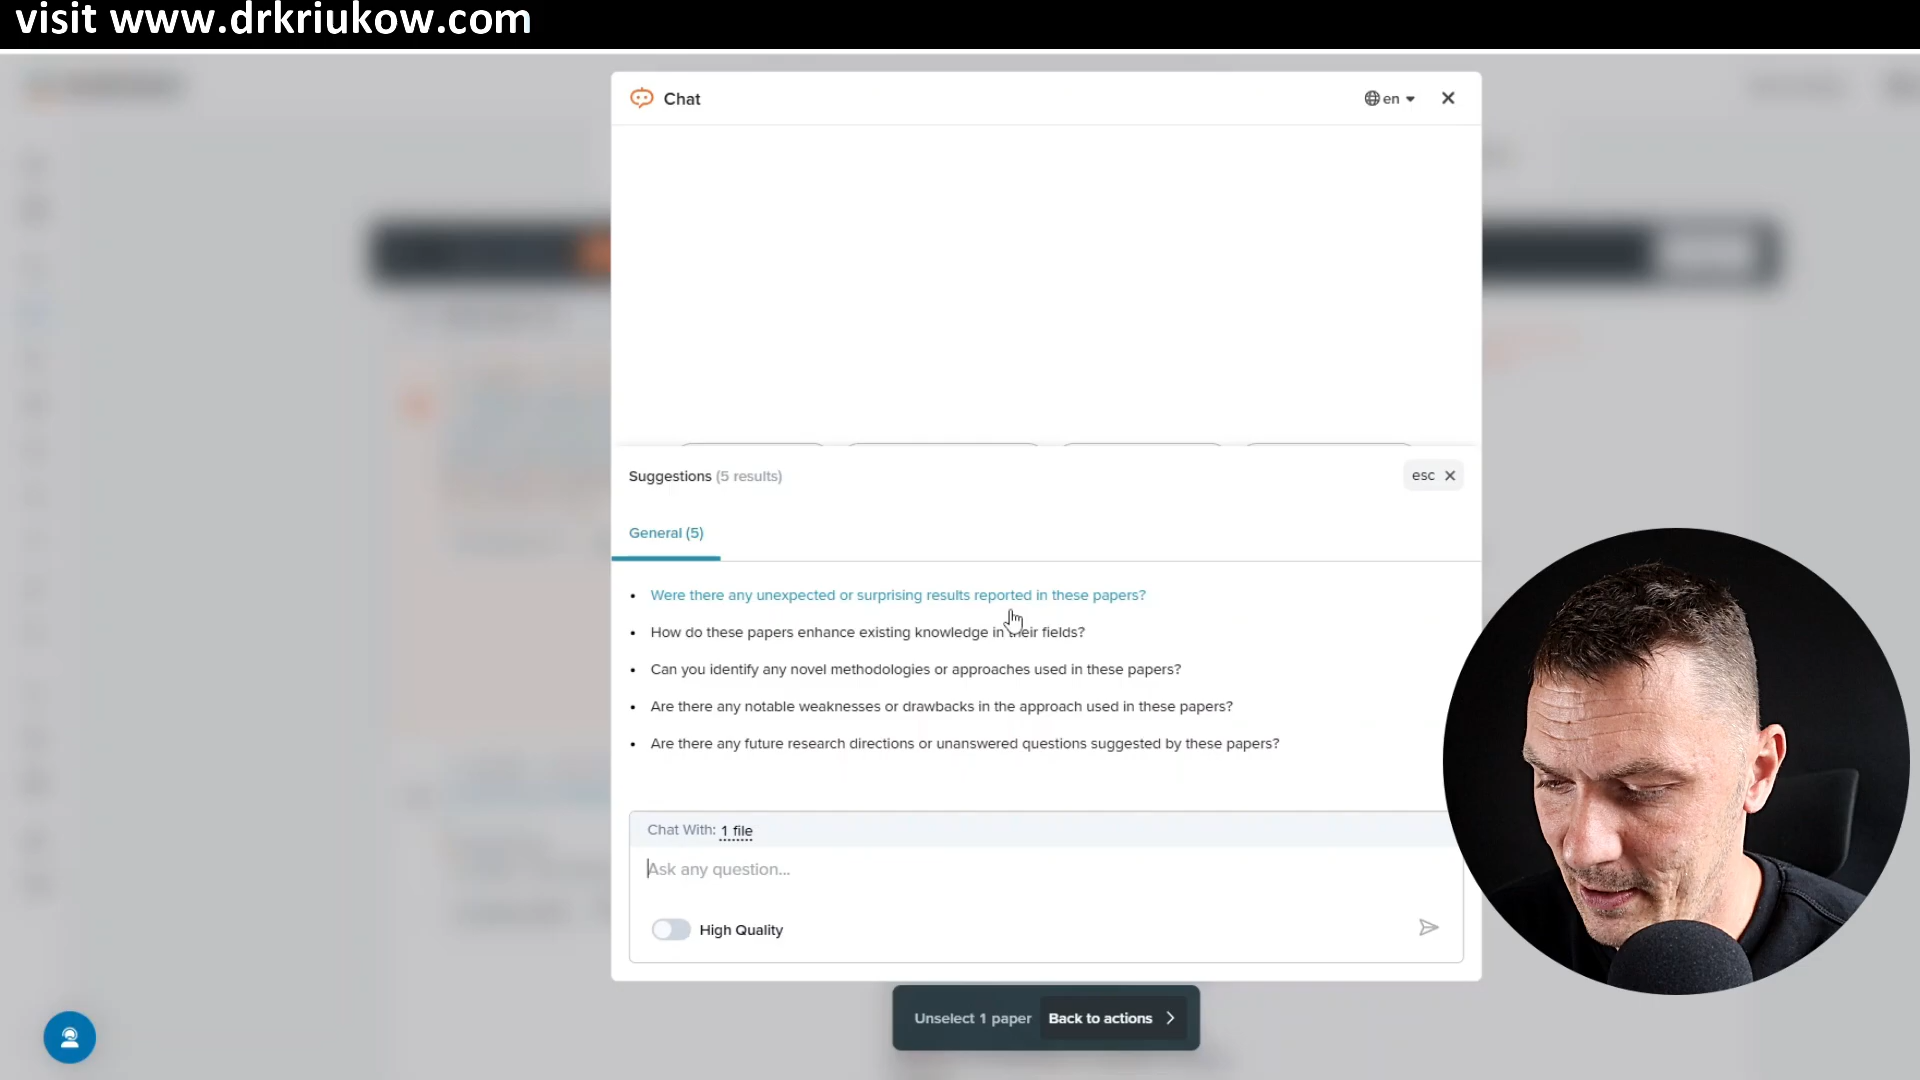 visit www.drkriukow.com
Chat
en
Suggestions (5 results)
esc
General (5)
Were there any unexpected or surprising results reported in these papers?
How do these papers enhance existing knowledge in their fields?
Can you identify any novel methodologies or approaches used in these papers?
Are there any notable weaknesses or drawbacks in the approach used in these papers?
Are there any future research directions or unanswered questions suggested by these papers?
Chat With: 1 file
Ask any question...
High Quality
Unselect 1 paper Back to actions